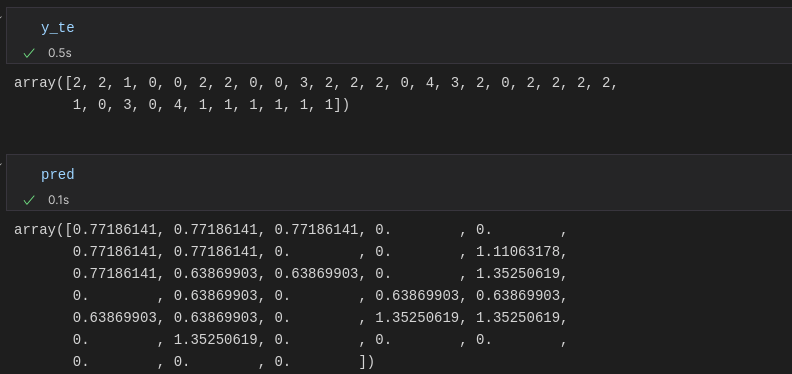 y_te
0.5s
array([2, 2, 1, 0, 0, 2, 2, 0, 0, 3, 2, 2, 2, 0, 4, 3, 2, 0, 2, 2, 2, 2,
       1, 0, 3, 0, 4, 1, 1, 1, 1, 1, 1])
pred
0.1s
array([0.77186141, 0.77186141, 0.77186141, 0.        , 0.        ,
       0.77186141, 0.77186141, 0.        , 0.        , 1.11063178,
       0.77186141, 0.63869903, 0.63869903, 0.        , 1.35250619,
       0.        , 0.63869903, 0.        , 0.63869903, 0.63869903,
       0.63869903, 0.63869903, 0.        , 1.35250619, 1.35250619,
       0.        , 1.35250619, 0.        , 0.        , 0.        ,
       0.        , 0.        , 0.        ])